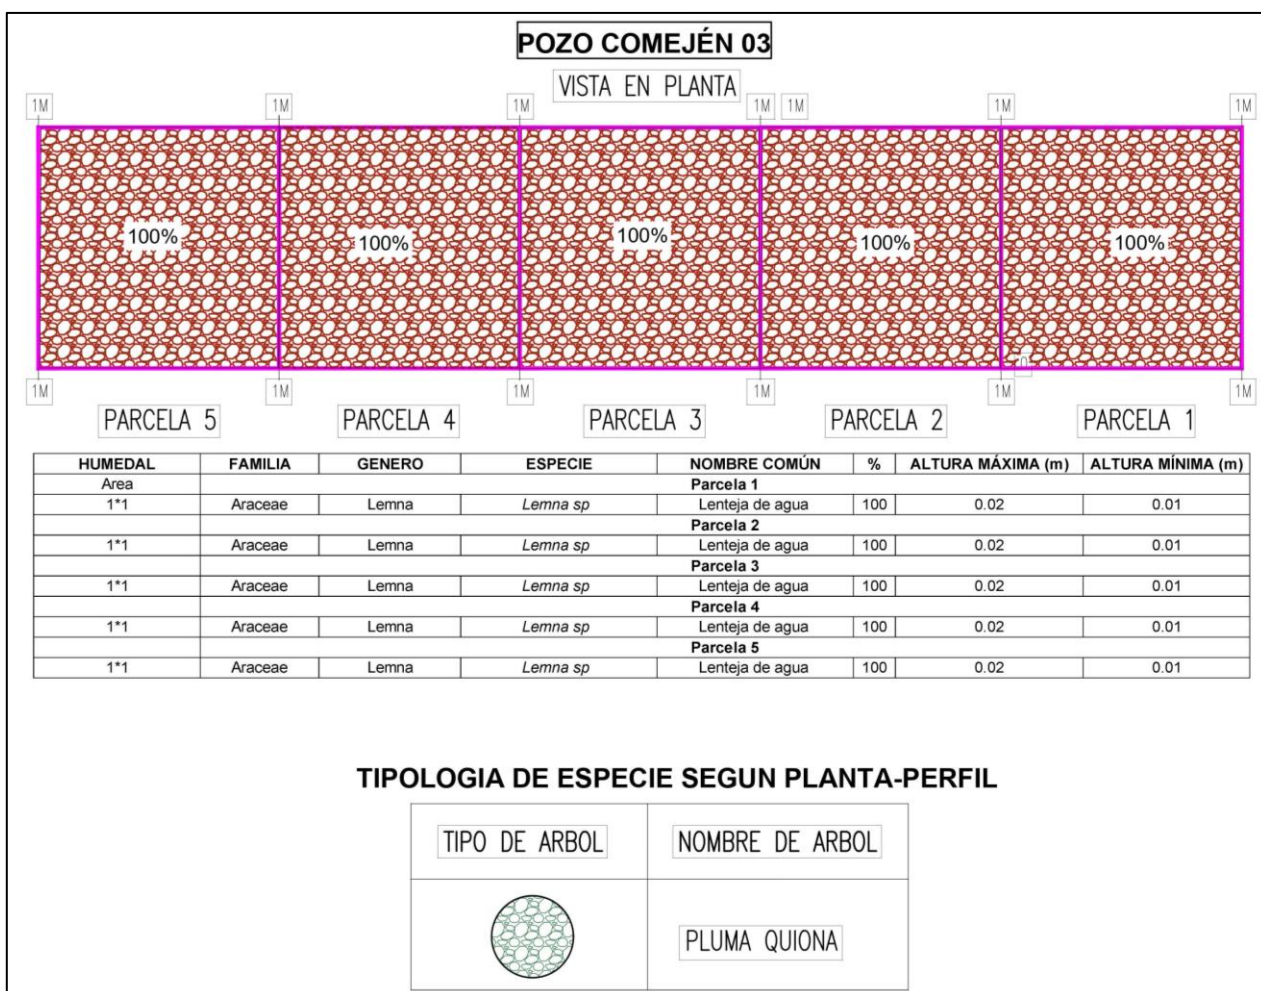 POZO COMEJÉN 03
VISTA EN PLANTA
1M 1M 1M 1M 1M 1M 1M
100% 100% 100% 100% 100%
0
1M 1M 1M 1M 1M 1M
PARCELA 5 PARCELA 4 PARCELA 3 PARCELA 2 PARCELA 1
HUMEDAL FAMILIA GENERO ESPECIE NOMBRE COMÚN % ALTURA MÁXIMA (m) ALTURA MÍNIMA (m)
Area Parcela 1
1*1 Araceae Lemna Lemna sp Lenteja de agua 100 0.02 0.01
Parcela 2
1*1 Araceae Lemna Lemna sp Lenteja de agua 100 0.02 0.01
Parcela 3
1*1 Araceae Lemna Lemna sp Lenteja de agua 100 0.02 0.01
Parcela 4
1*1 Araceae Lemna Lemna sp Lenteja de agua 100 0.02 0.01
Parcela 5
1*1 Araceae Lemna Lemna sp Lenteja de agua 100 0.02 0.01
TIPOLOGIA DE ESPECIE SEGUN PLANTA-PERFIL
TIPO DE ARBOL NOMBRE DE ARBOL
PLUMA QUIONA